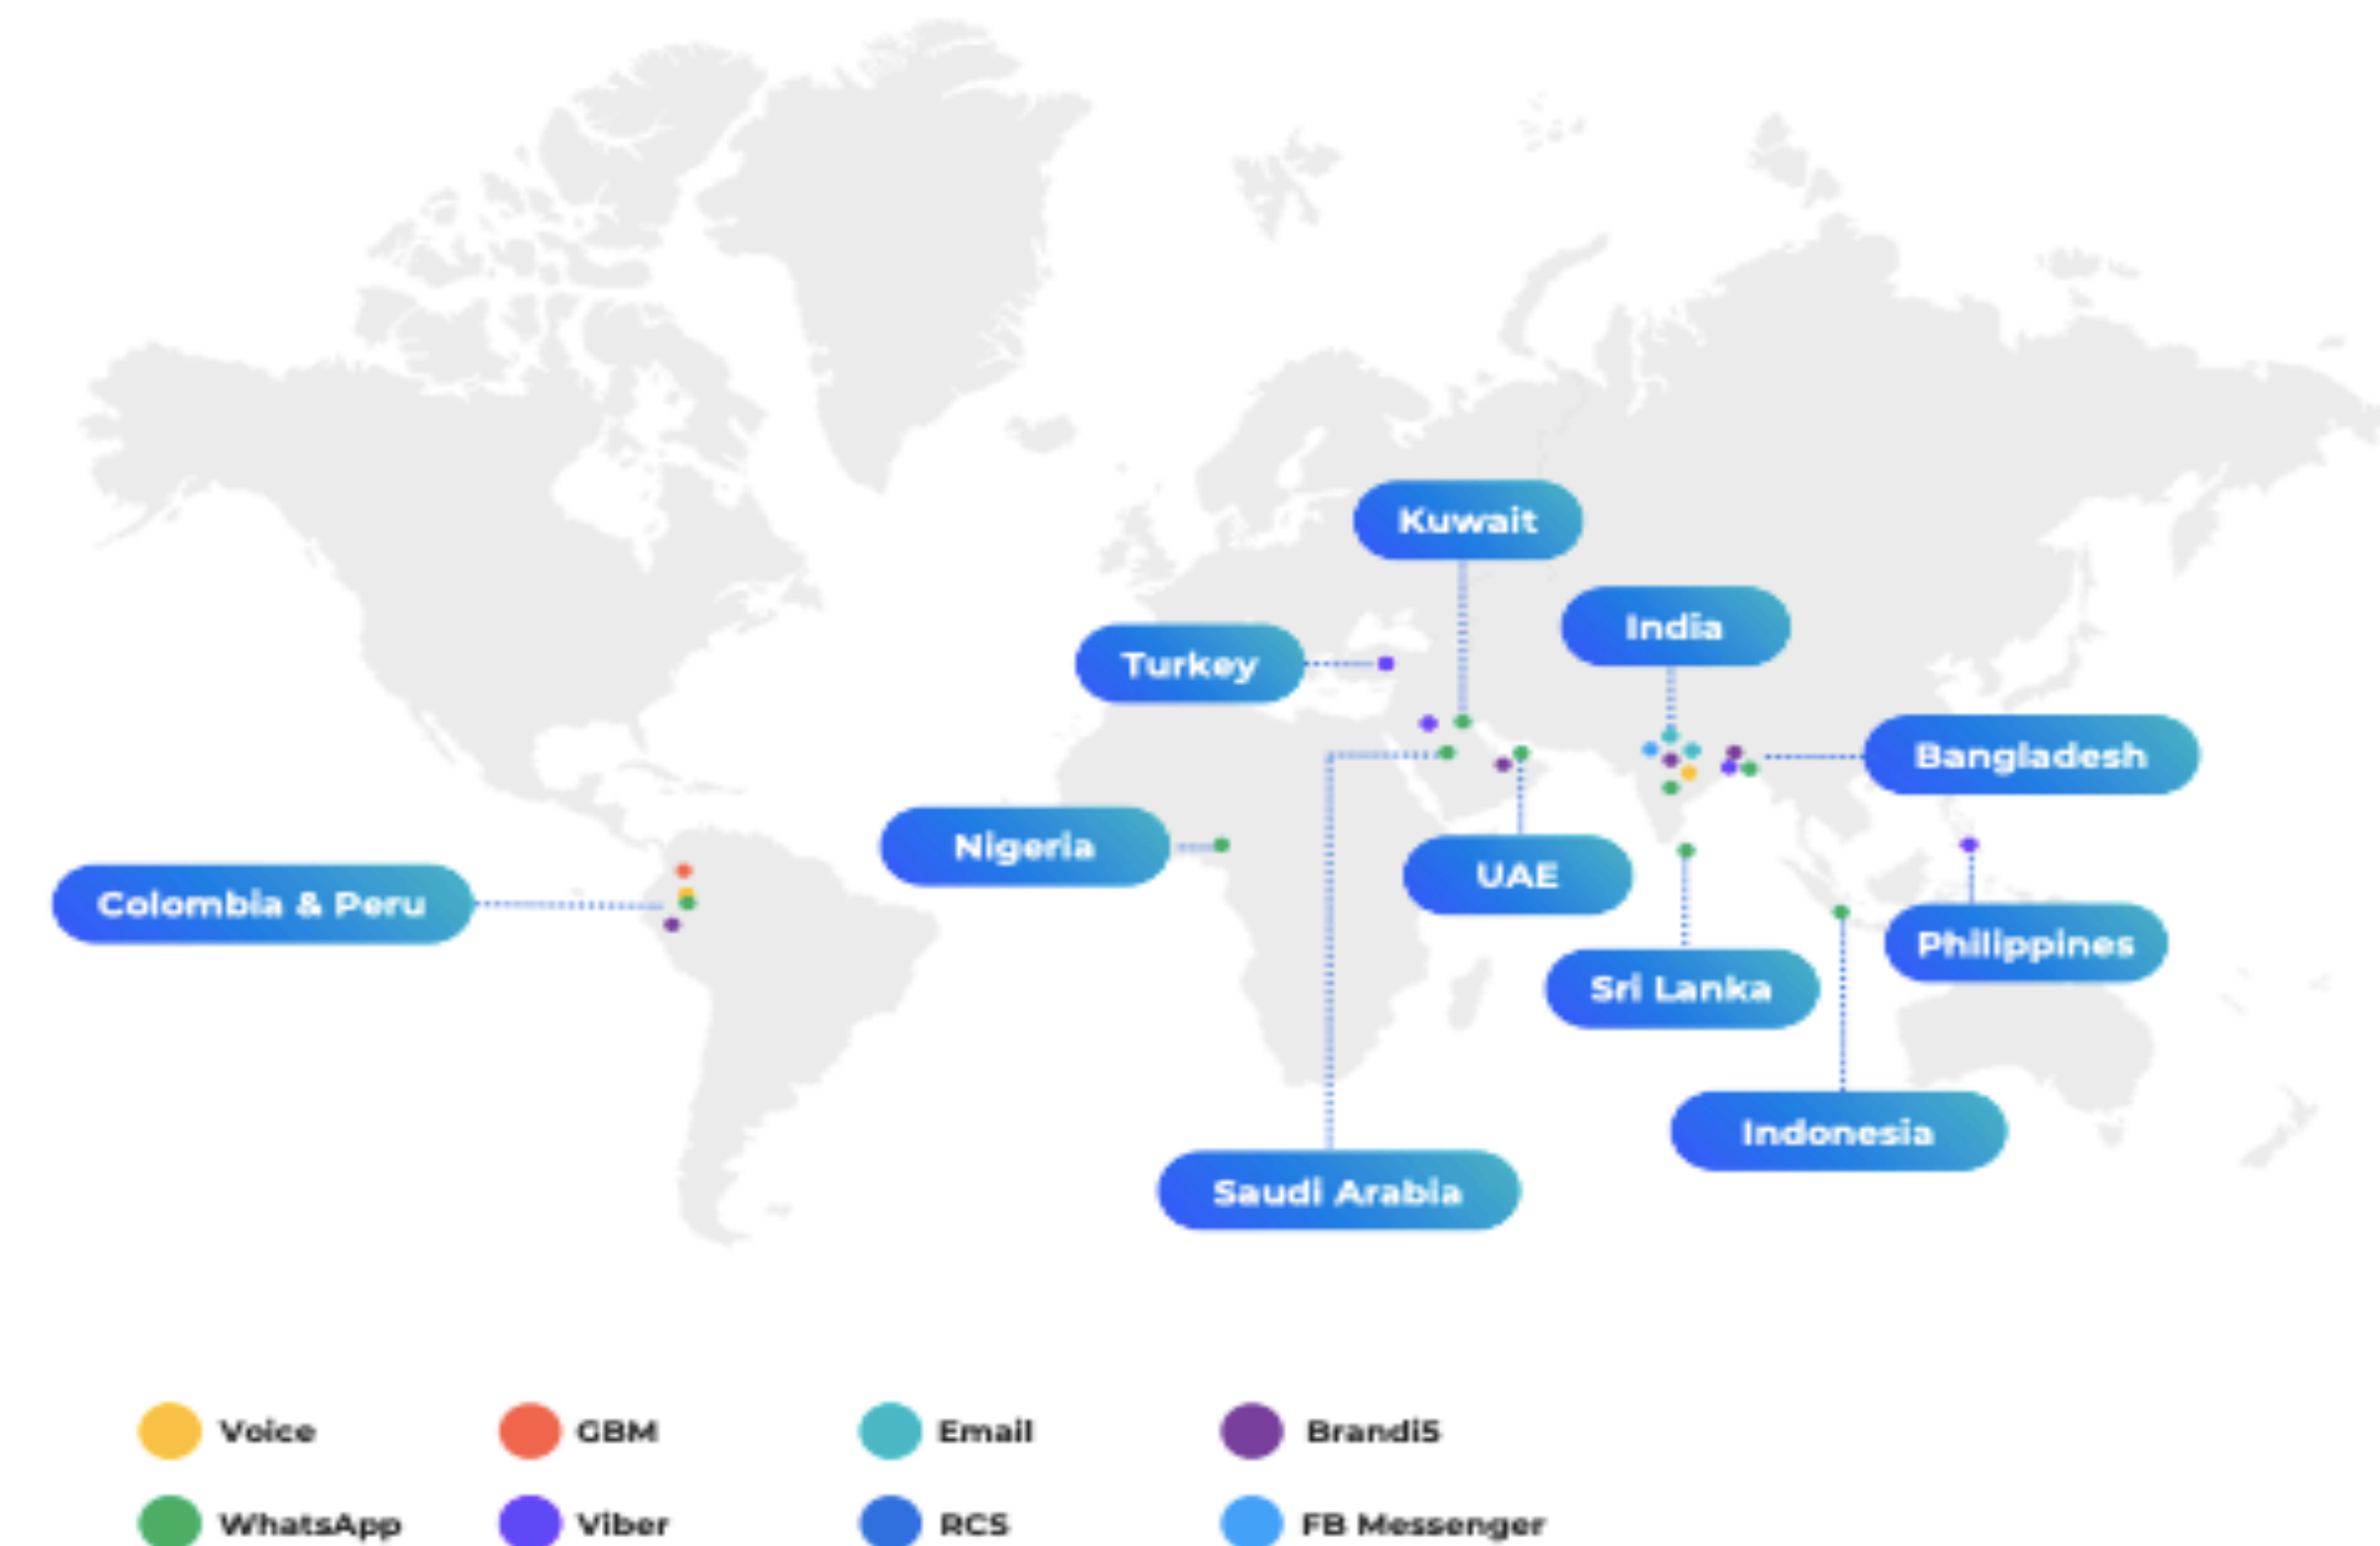 Kuwait
India
Turkey
Bangladesh
Nigeria
UAE
Colombia & Peru
Philippines
Sri Lanka
Indonesia
Saudi Arabia
Voice
GBM
Email
Brandi5
WhatsApp
Viber
RCS
FB Messenger